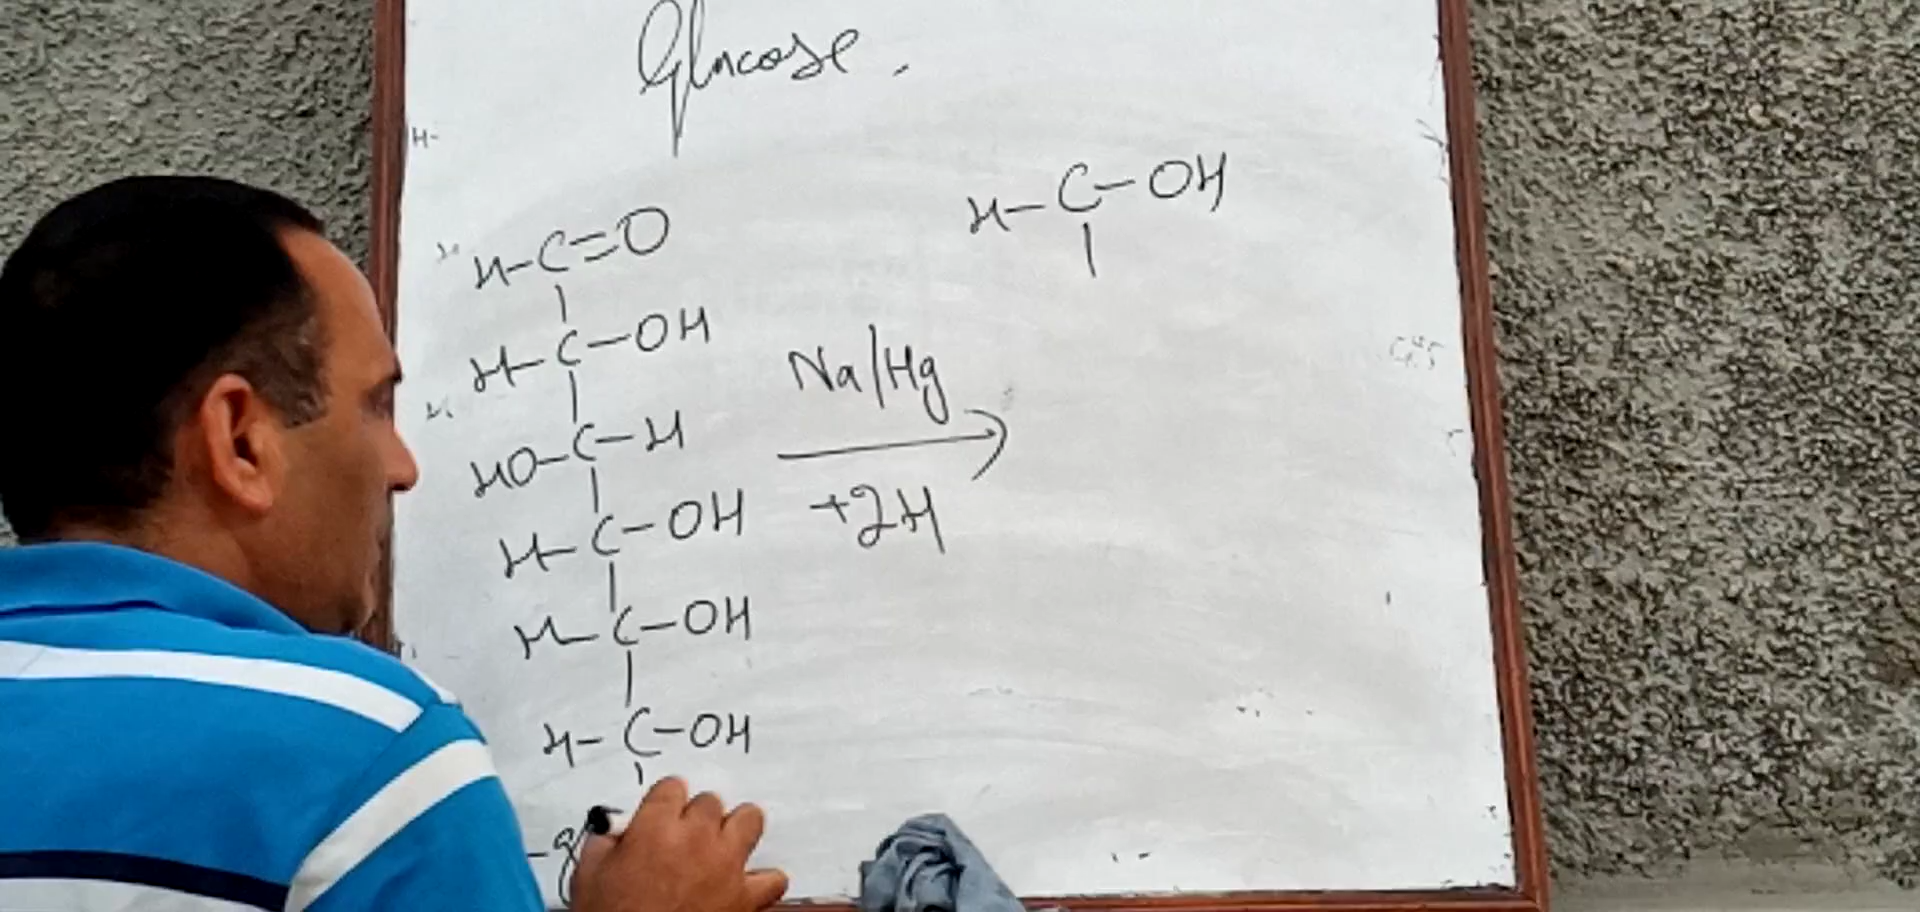 Glucose.
H-C=O
H-C-OH
HO-C-H
H-C-OH
H-C-OH
H-C-OH
Na/Hg
+2H
H-C-OH